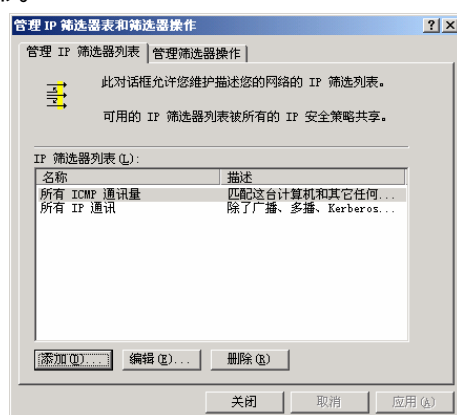 管理 IP 筛选器表和筛选器操作
管理 IP 筛选器列表 管理筛选器操作
此对话框允许您维护描述您的网络的 IP 筛选列表。
可用的 IP 筛选器列表被所有的 IP 安全策略共享。
IP 筛选器列表(L):
名称 描述
所有 ICMP 通讯量 匹配这台计算机和其它任何...
所有 IP 通讯 除了广播、多播、Kerberos...
添加(D)... 编辑(E)... 删除(R)
关闭 取消 应用(A)